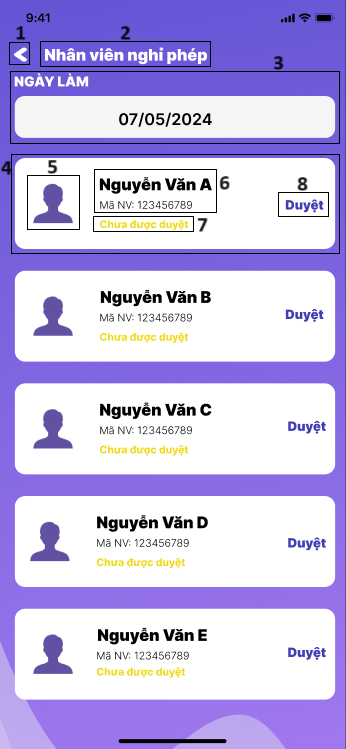 9:41
1
2
< Nhân viên nghỉ phép
3
NGÀY LÀM
07/05/2024
4
5
Nguyễn Văn A
6
8
Mã NV: 123456789
Duyệt
Chưa được duyệt
7
Nguyễn Văn B
Mã NV: 123456789
Duyệt
Chưa được duyệt
Nguyễn Văn C
Mã NV: 123456789
Duyệt
Chưa được duyệt
Nguyễn Văn D
Mã NV: 123456789
Duyệt
Chưa được duyệt
Nguyễn Văn E
Mã NV: 123456789
Duyệt
Chưa được duyệt